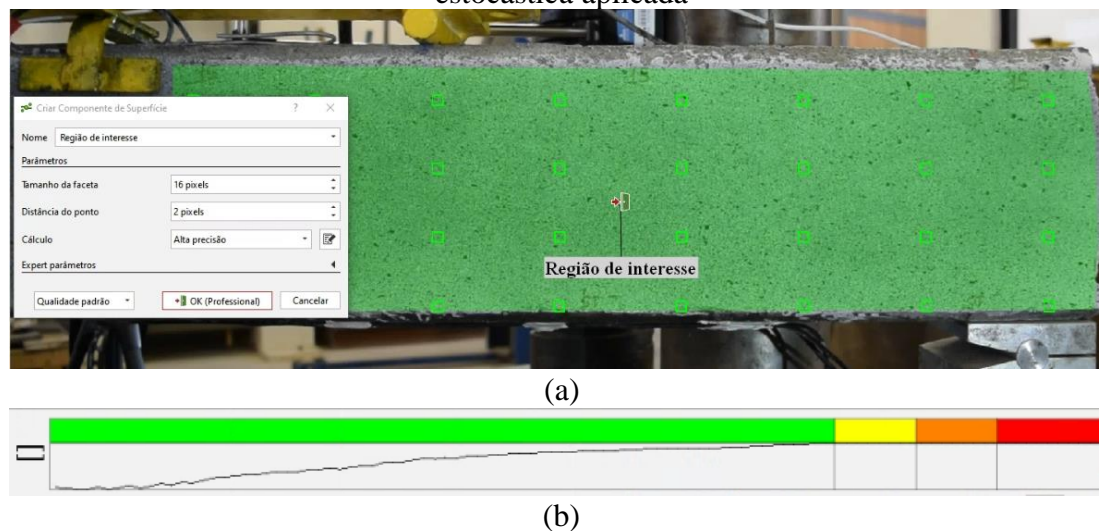 estocástica aplicada
Criar Componente de Superfície ? ×
Nome Região de interesse
Parâmetros
Tamanho da faceta 16 pixels
Distância do ponto 2 pixels
Cálculo Alta precisão
Expert parâmetros
Qualidade padrão OK (Professional) Cancelar
Região de interesse
(a)
(b)